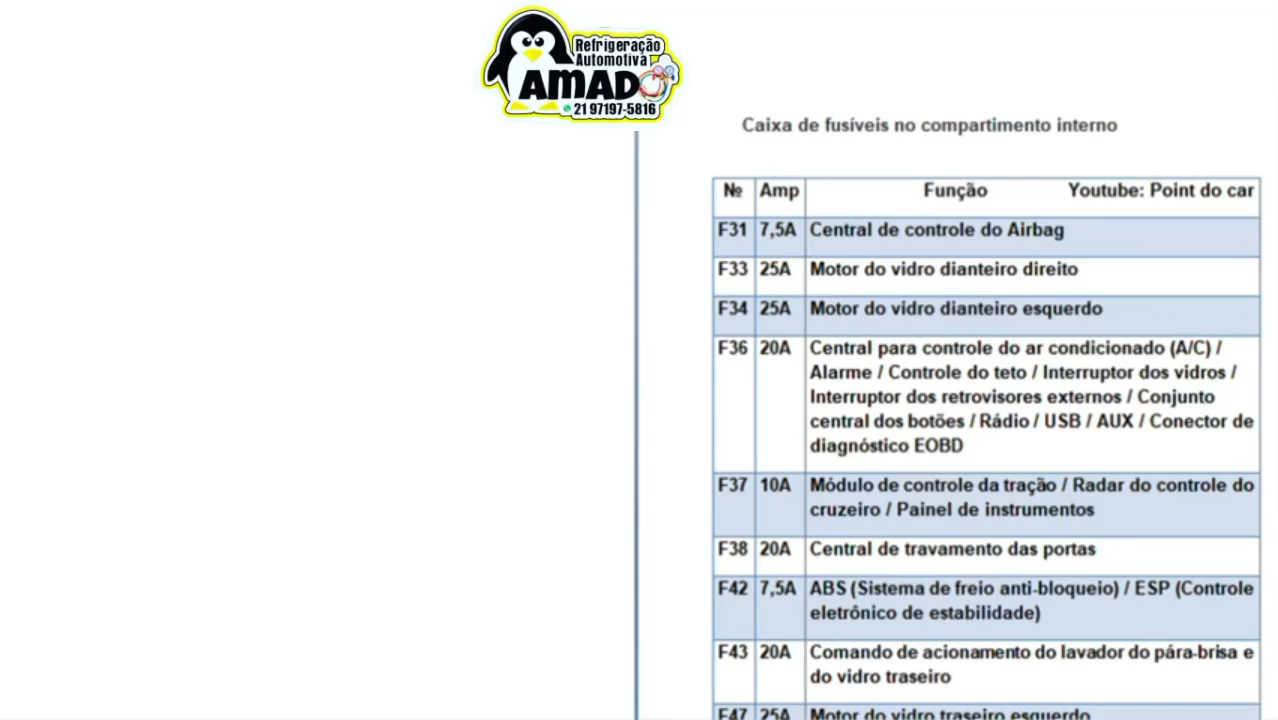 Refrigeração
Automotiva
AMADO
21 97197-5816
Caixa de fusíveis no compartimento interno
№ Amp Função Youtube: Point do car
F31 7,5A Central de controle do Airbag
F33 25A Motor do vidro dianteiro direito
F34 25A Motor do vidro dianteiro esquerdo
F36 20A Central para controle do ar condicionado (A/C) /
Alarme / Controle do teto / Interruptor dos vidros /
Interruptor dos retrovisores externos / Conjunto
central dos botões / Rádio / USB / AUX / Conector de
diagnóstico EOBD
F37 10A Módulo de controle da tração / Radar do controle do
cruzeiro / Painel de instrumentos
F38 20A Central de travamento das portas
F42 7,5A ABS (Sistema de freio anti-bloqueio) / ESP (Controle
eletrônico de estabilidade)
F43 20A Comando de acionamento do lavador do pára-brisa e
do vidro traseiro
F47 25A Motor do vidro traseiro esquerdo